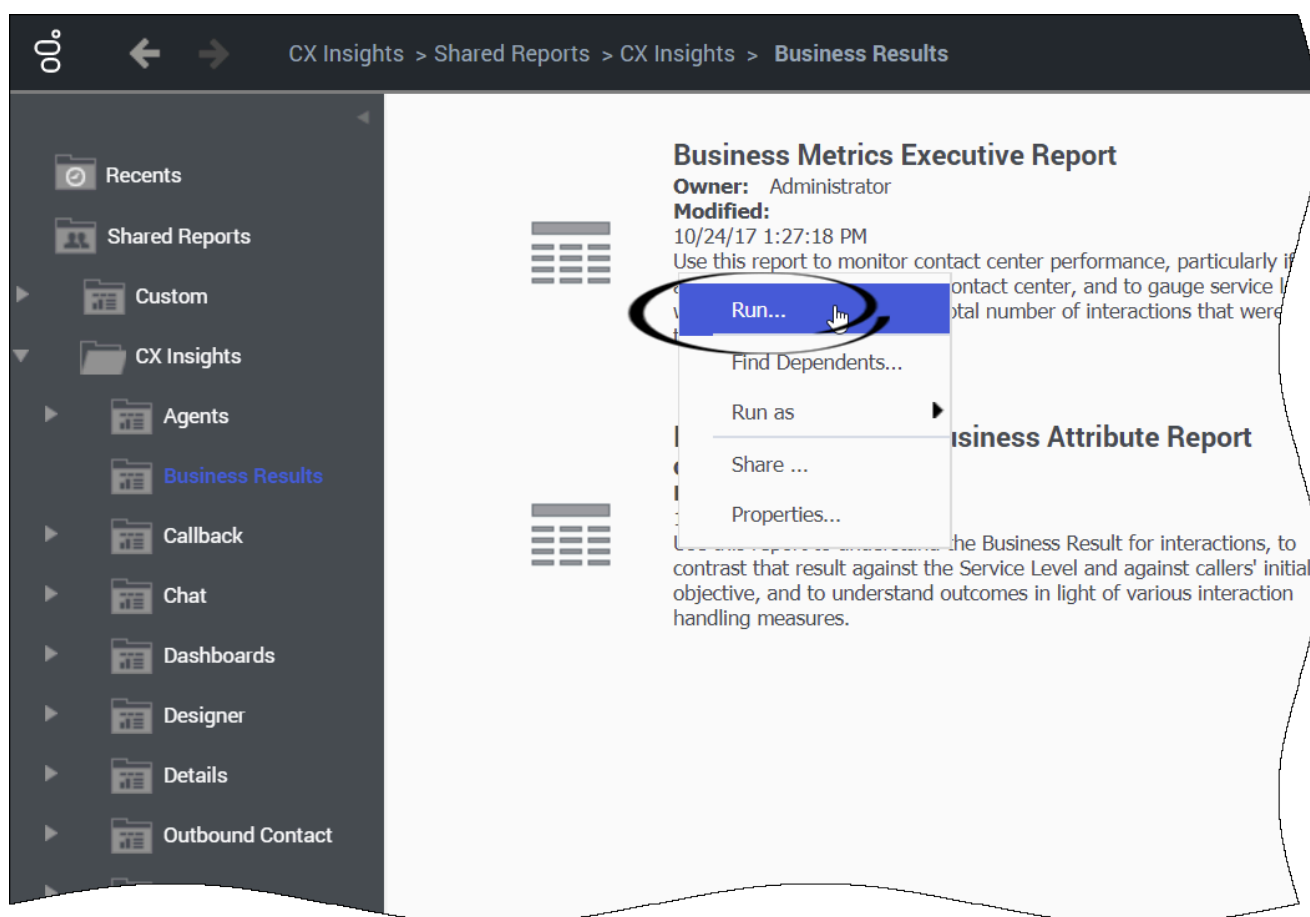 CX Insights > Shared Reports > CX Insights > Business Results
Recents
Shared Reports
Custom
CX Insights
Agents
Business Results
Callback
Chat
Dashboards
Designer
Details
Outbound Contact
Business Metrics Executive Report
Owner: Administrator
Modified:
10/24/17 1:27:18 PM
Use this report to monitor contact center performance, particularly if
contact center, and to gauge service
number of interactions that were
Run...
Find Dependents...
Run as
Share ...
Properties...
Attribute Report
the Business Result for interactions, to
contrast that result against the Service Level and against callers' initial
objective, and to understand outcomes in light of various interaction
handling measures.